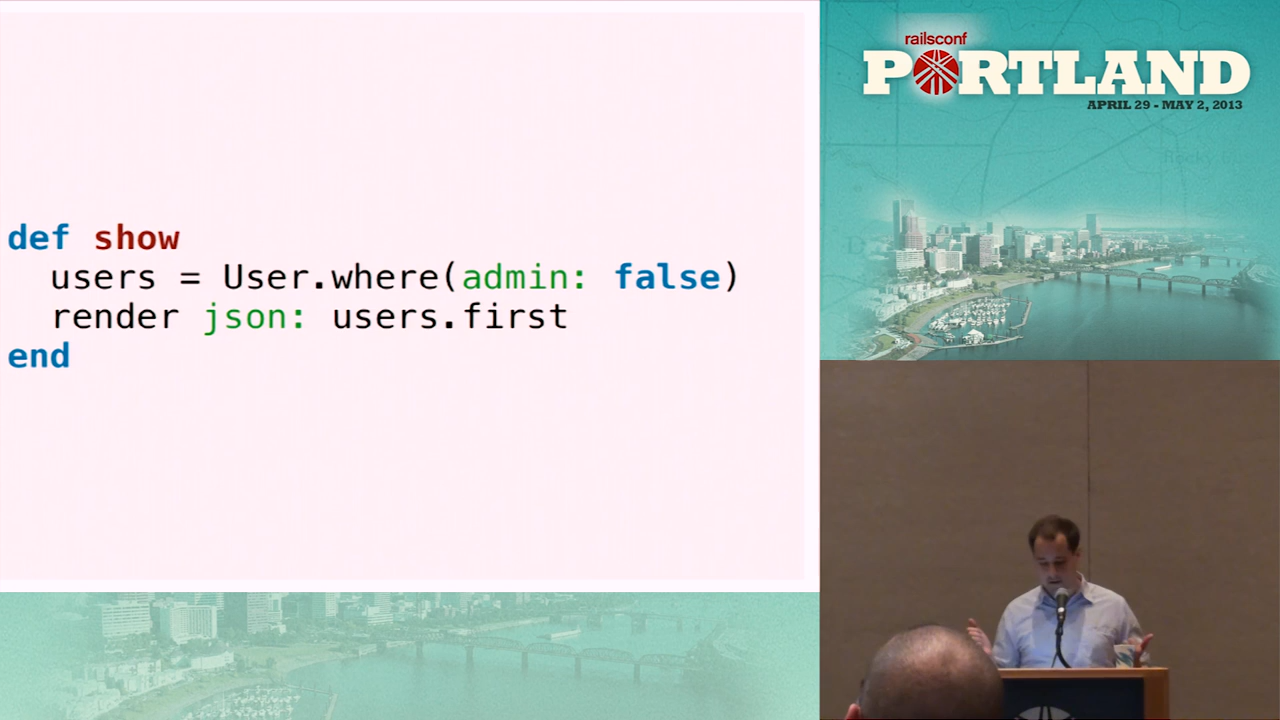 def show
  users = User.where(admin: false)
  render json: users.first
end
railsconf
PORTLAND
APRIL 29 - MAY 2, 2013